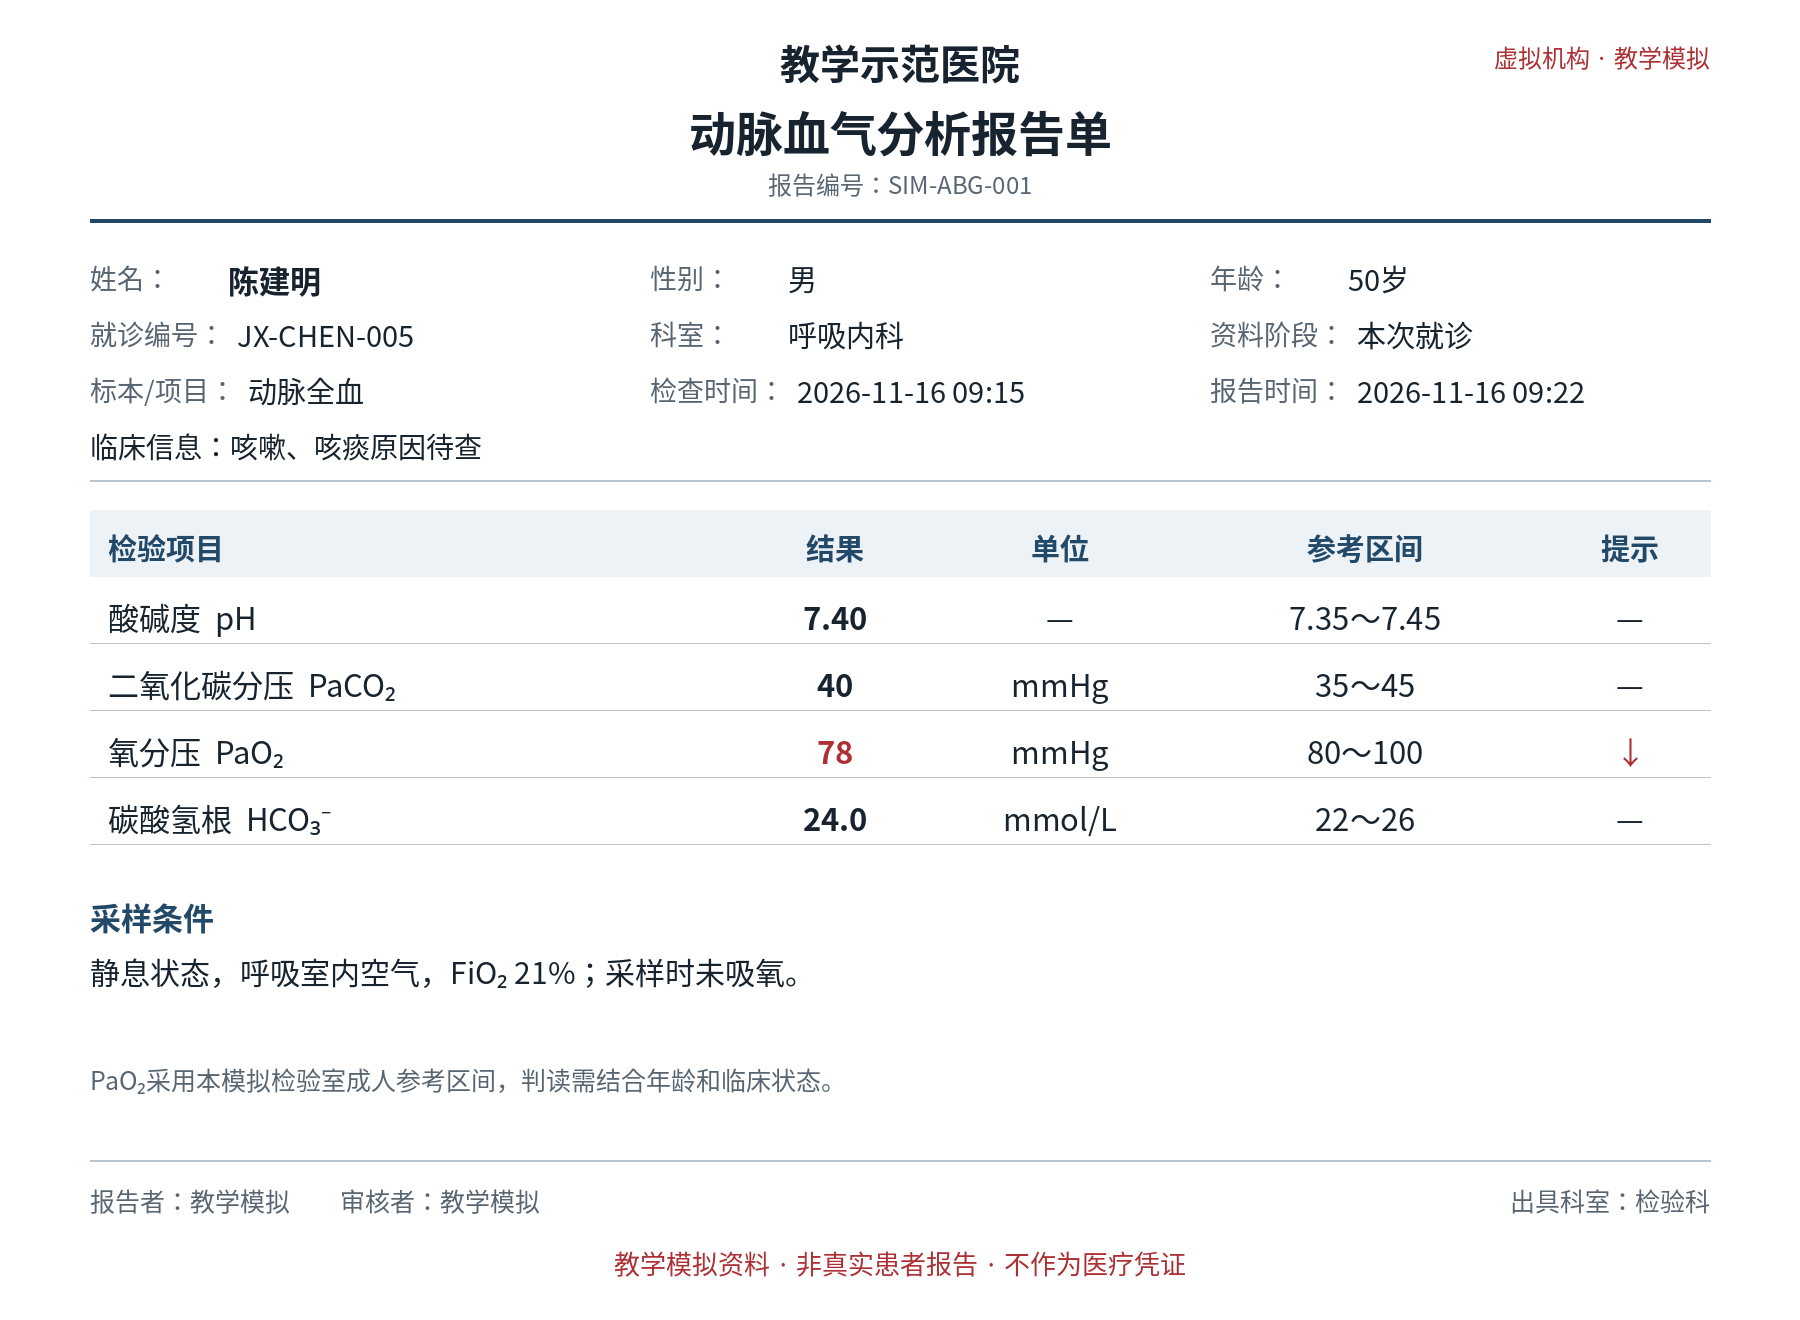 教学示范医院
虚拟机构 · 教学模拟
动脉血气分析报告单
报告编号：SIM-ABG-001
姓名： 陈建明 性别： 男 年龄： 50岁
就诊编号： JX-CHEN-005 科室： 呼吸内科 资料阶段： 本次就诊
标本/项目： 动脉全血 检查时间： 2026-11-16 09:15 报告时间： 2026-11-16 09:22
临床信息：咳嗽、咳痰原因待查
检验项目 结果 单位 参考区间 提示
酸碱度 pH 7.40 — 7.35～7.45 —
二氧化碳分压 PaCO₂ 40 mmHg 35～45 —
氧分压 PaO₂ 78 mmHg 80～100 ↓
碳酸氢根 HCO₃⁻ 24.0 mmol/L 22～26 —
采样条件
静息状态，呼吸室内空气，FiO₂ 21%；采样时未吸氧。
PaO₂采用本模拟检验室成人参考区间，判读需结合年龄和临床状态。
报告者：教学模拟 审核者：教学模拟 出具科室：检验科
教学模拟资料 · 非真实患者报告 · 不作为医疗凭证